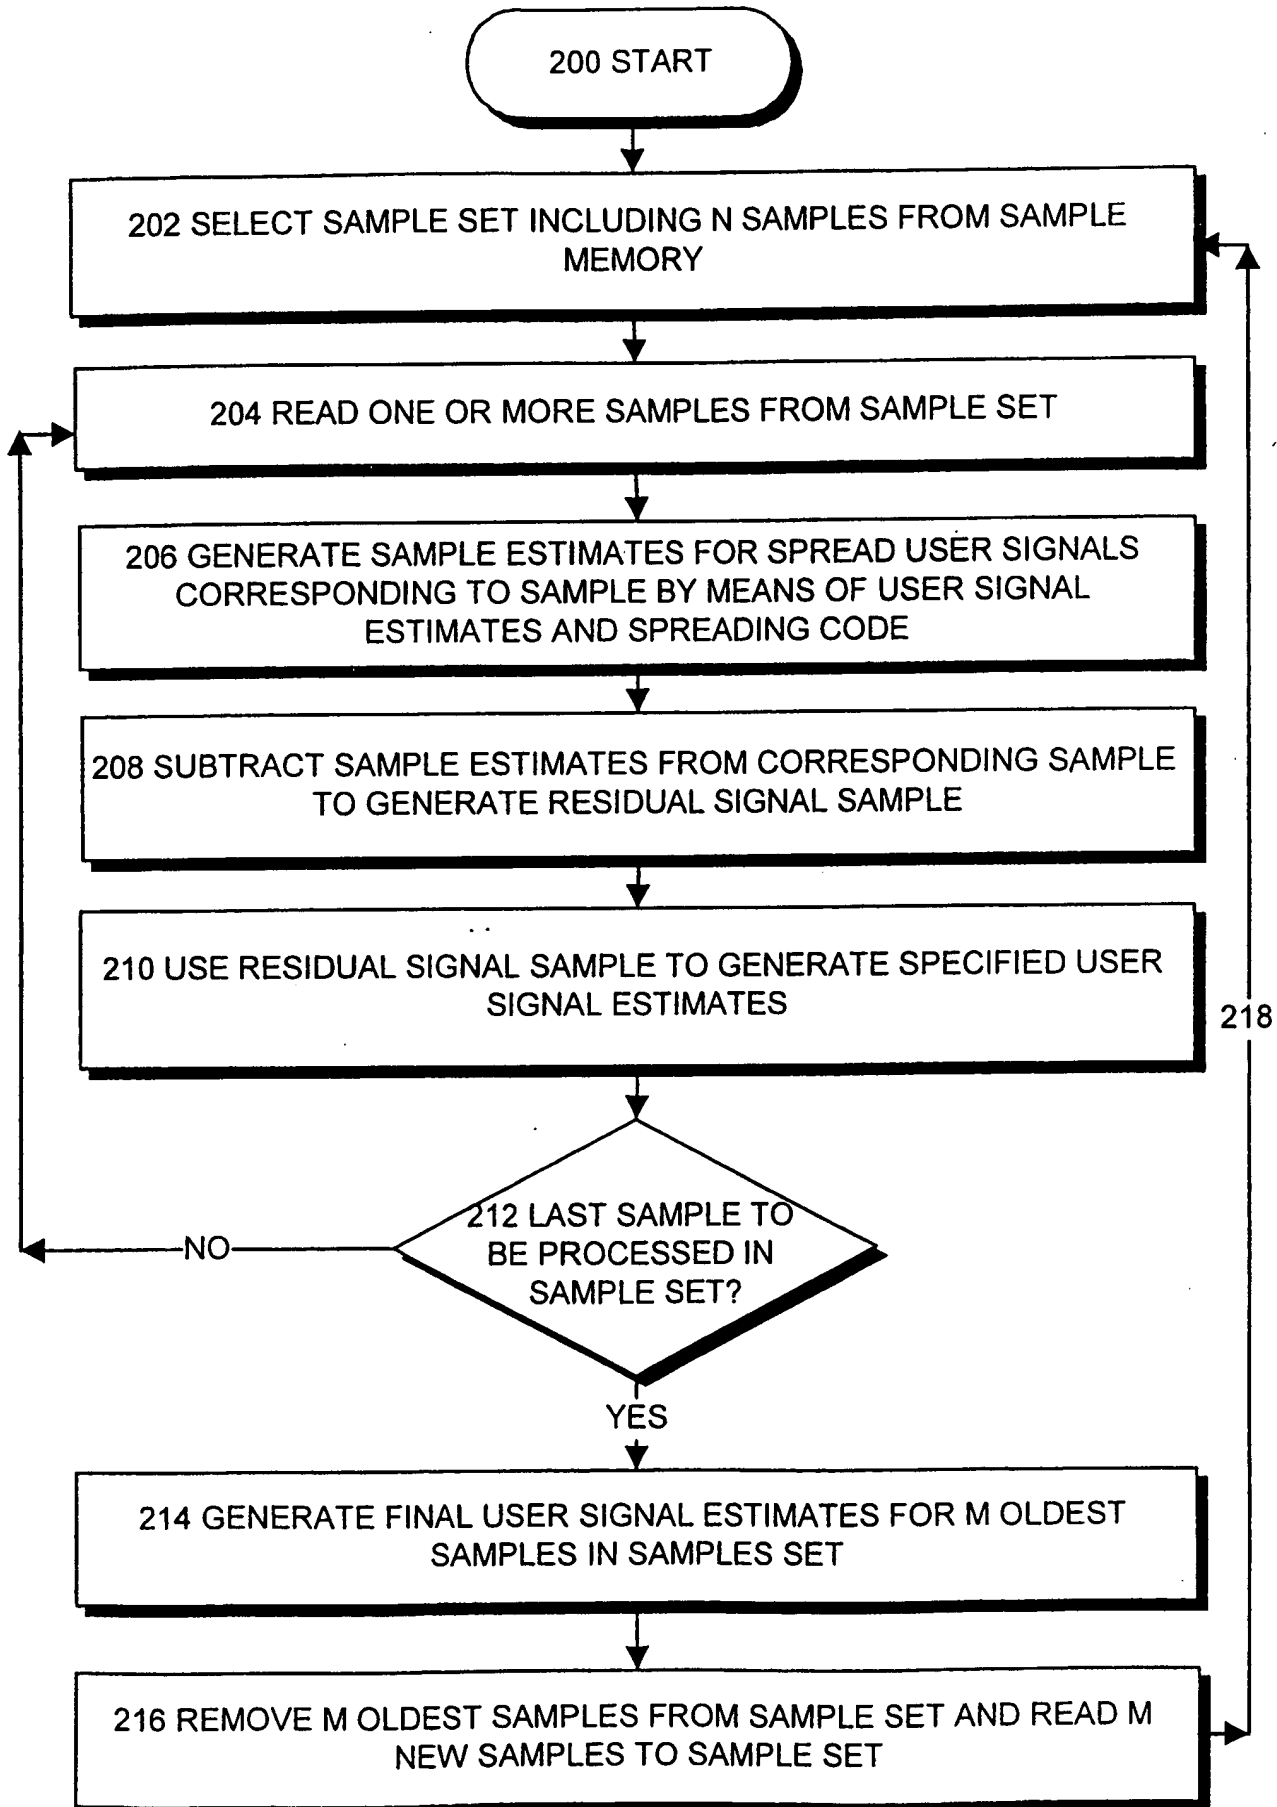 200 START
202 SELECT SAMPLE SET INCLUDING N SAMPLES FROM SAMPLE
MEMORY
204 READ ONE OR MORE SAMPLES FROM SAMPLE SET
206 GENERATE SAMPLE ESTIMATES FOR SPREAD USER SIGNALS
CORRESPONDING TO SAMPLE BY MEANS OF USER SIGNAL
ESTIMATES AND SPREADING CODE
208 SUBTRACT SAMPLE ESTIMATES FROM CORRESPONDING SAMPLE
TO GENERATE RESIDUAL SIGNAL SAMPLE
210 USE RESIDUAL SIGNAL SAMPLE TO GENERATE SPECIFIED USER
SIGNAL ESTIMATES
218
212 LAST SAMPLE TO
BE PROCESSED IN
SAMPLE SET?
NO
YES
214 GENERATE FINAL USER SIGNAL ESTIMATES FOR M OLDEST
SAMPLES IN SAMPLES SET
216 REMOVE M OLDEST SAMPLES FROM SAMPLE SET AND READ M
NEW SAMPLES TO SAMPLE SET